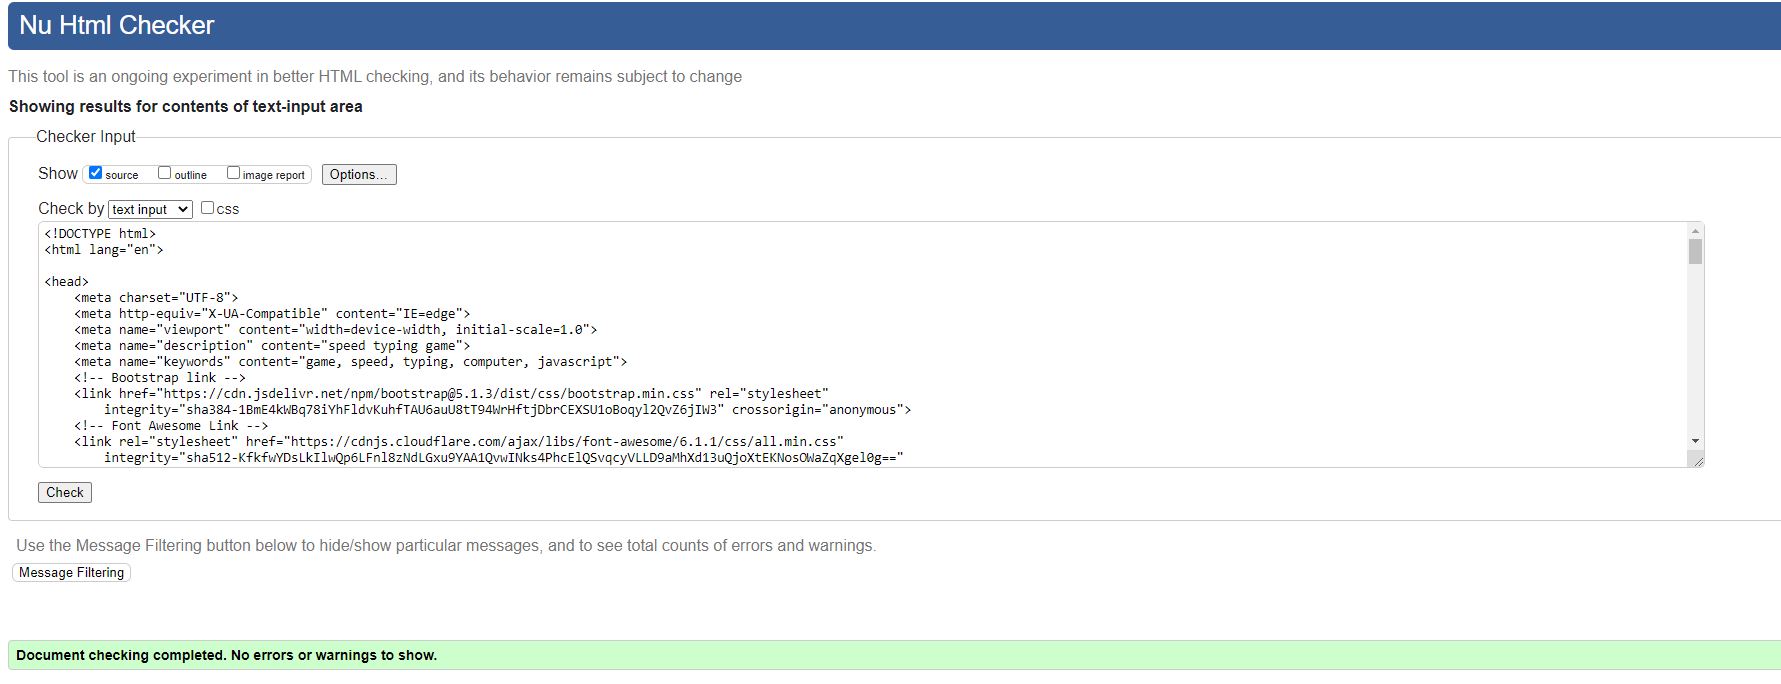 Nu Html Checker
This tool is an ongoing experiment in better HTML checking, and its behavior remains subject to change
Showing results for contents of text-input area
Checker Input
Show source outline image report Options...
Check by text input css
<!DOCTYPE html>
<html lang="en">
<head>
<meta charset="UTF-8">
<meta http-equiv="X-UA-Compatible" content="IE=edge">
<meta name="viewport" content="width=device-width, initial-scale=1.0">
<meta name="description" content="speed typing game">
<meta name="keywords" content="game, speed, typing, computer, javascript">
<!-- Bootstrap link -->
<link href="https://cdn.jsdelivr.net/npm/bootstrap@5.1.3/dist/css/bootstrap.min.css" rel="stylesheet"
integrity="sha384-1BmE4kWBq78iYhFldvKuhfTAU6auU8tT94WrHftjDbrCEXSU1oBoqyl2QvZ6jIW3" crossorigin="anonymous">
<!-- Font Awesome Link -->
<link rel="stylesheet" href="https://cdnjs.cloudflare.com/ajax/libs/font-awesome/6.1.1/css/all.min.css"
integrity="sha512-KfkfwYDsLkIlwQp6LFnl8zNdLGxu9YAA1QvwINks4PhcElQSvqcyVLLD9aMhXd13uQjoXtEKNosOWaZqXgel0g=="
Check
Use the Message Filtering button below to hide/show particular messages, and to see total counts of errors and warnings.
Message Filtering
Document checking completed. No errors or warnings to show.